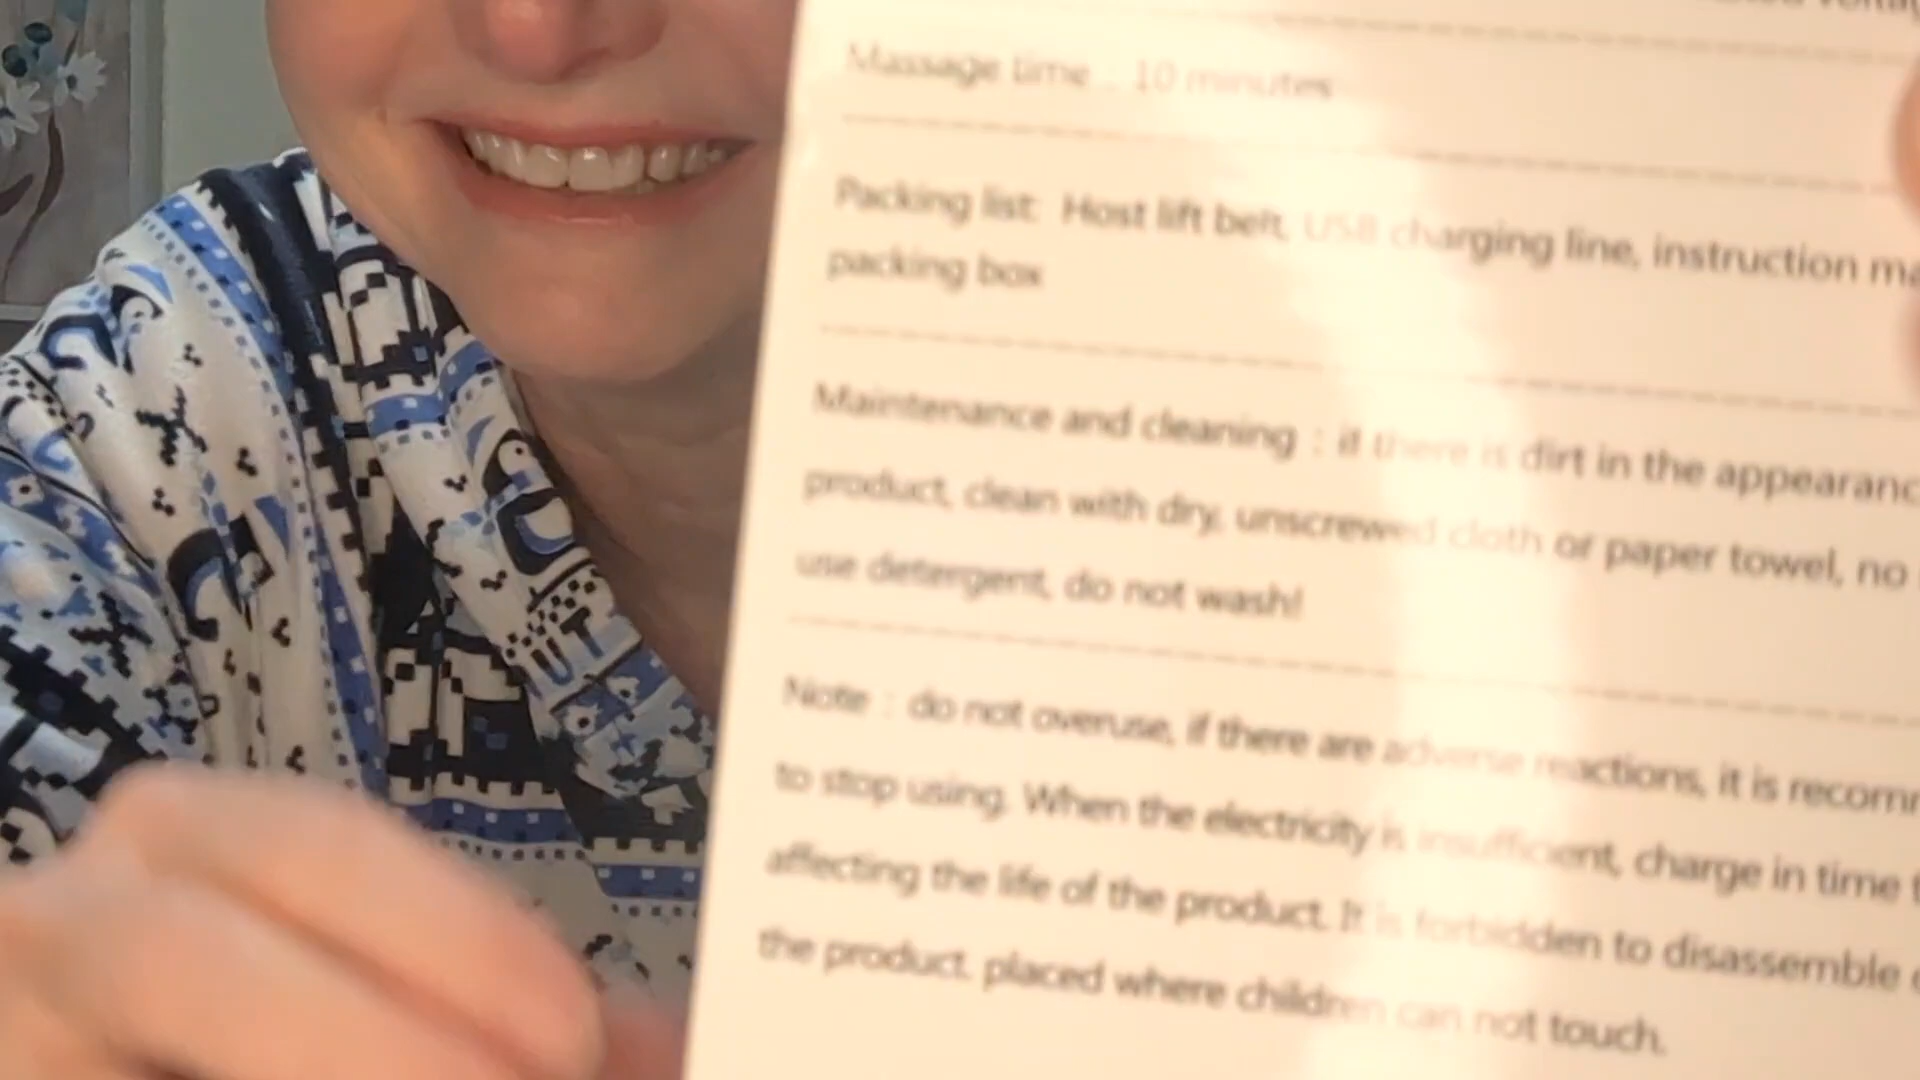 Massage time : 10 minutes
Packing list: Host lift belt, USB charging line, instruction
packing box
Maintenance and cleaning : if there is dirt in the
product, clean with dry, unscrewed cloth or paper towel, no
use detergent, do not wash!
Note : do not overuse, if there are adverse reactions, it is
to stop using. When the electricity is insufficient, charge in time
affecting the life of the product. It is forbidden to disassemble
the product. placed where children can not touch.